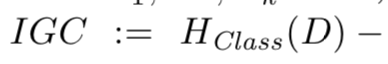 IGC := H_{Class}(D) −